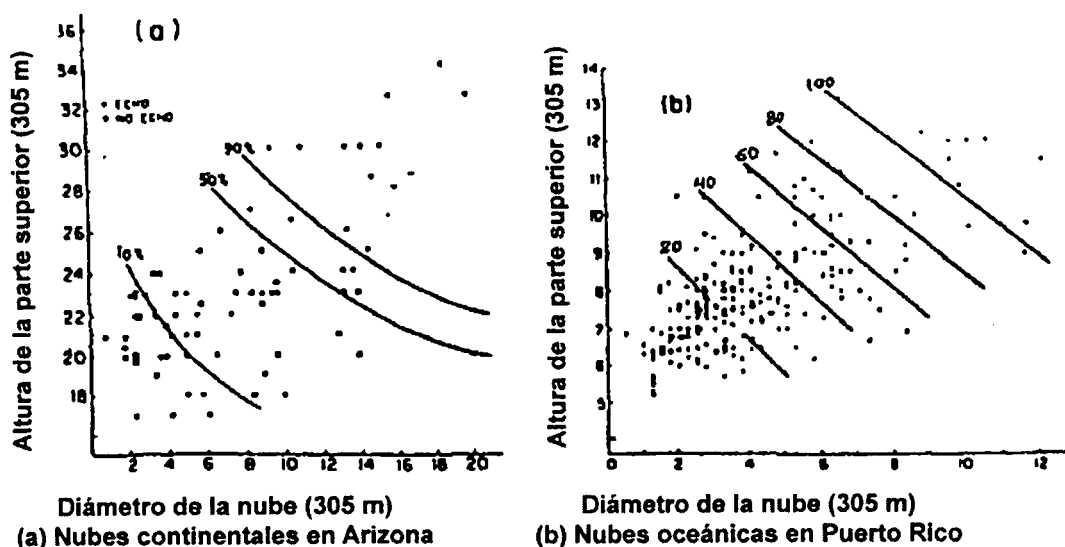 (a)
Altura de la parte superior (305 m)
36
34
32
30
28
26
24
22
20
18
• ECHO
• NO ECHO
90%
50%
10%
2 4 6 8 10 12 14 16 18 20
Diámetro de la nube (305 m)
(a) Nubes continentales en Arizona
(b)
Altura de la parte superior (305 m)
14
13
12
11
10
9
8
7
6
5
100
80
60
40
20
0 2 4 6 8 10 12
Diámetro de la nube (305 m)
(b) Nubes oceánicas en Puerto Rico